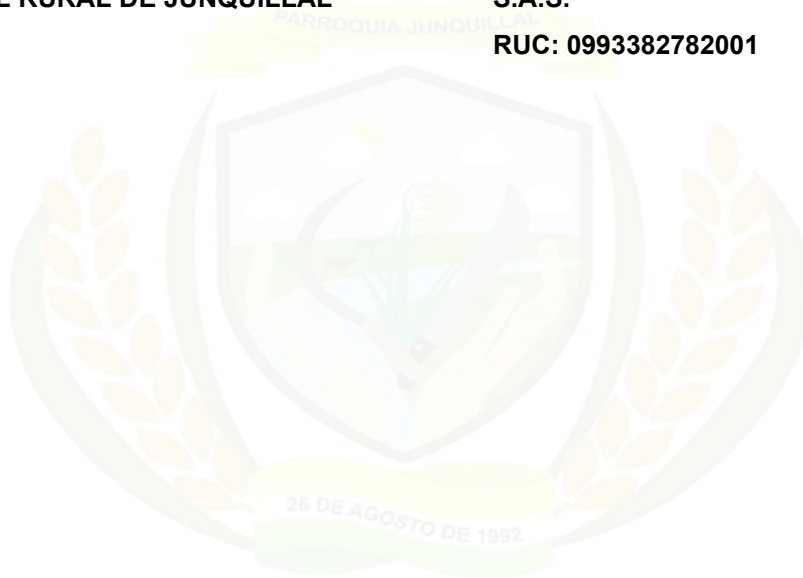 RURAL DE JUNQUILLAL
S.A.S.
PARROQUIA JUNQUILLAL
RUC: 0993382782001
26 DE AGOSTO DE 1992